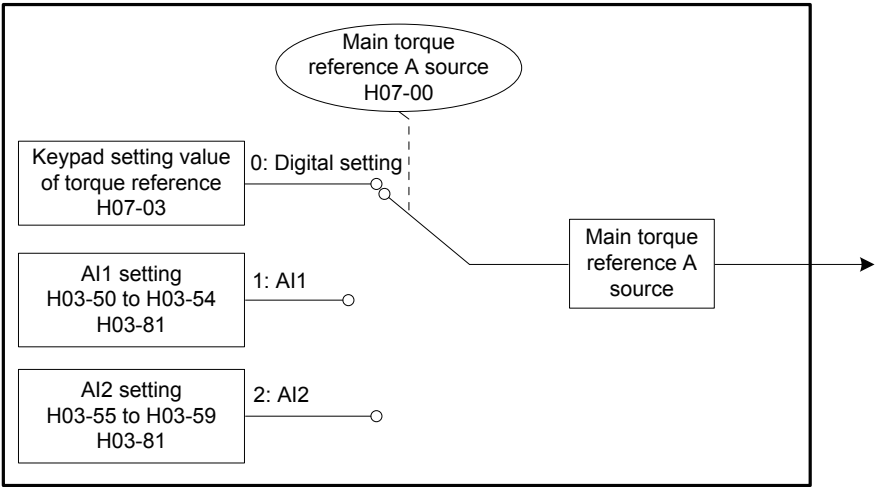 Main torque
reference A source
H07-00
Keypad setting value
of torque reference
H07-03
0: Digital setting
AI1 setting
H03-50 to H03-54
H03-81
1: AI1
Main torque
reference A
source
AI2 setting
H03-55 to H03-59
H03-81
2: AI2